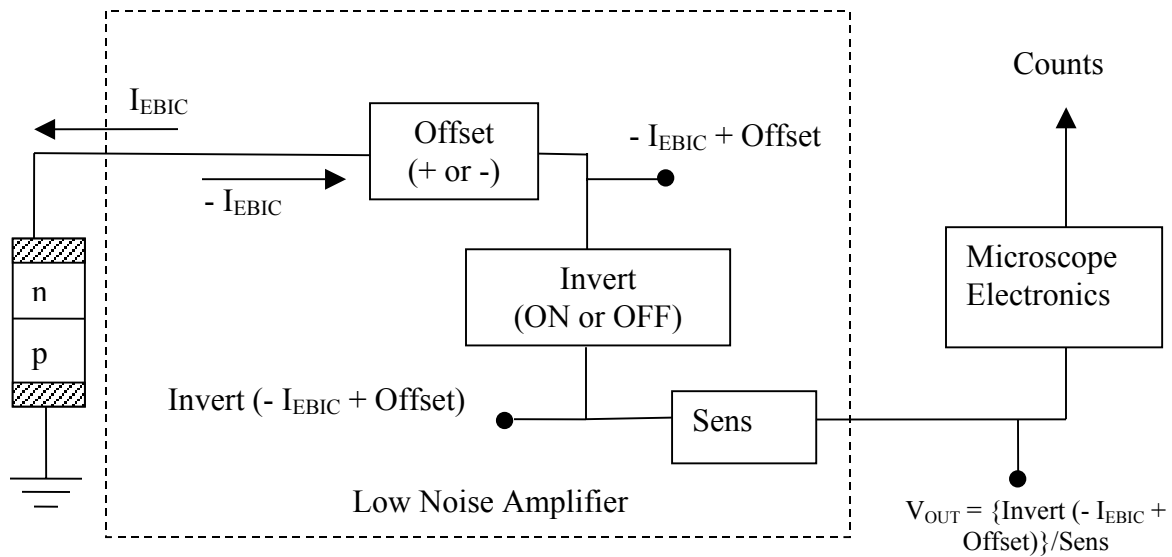 Counts
I_EBIC
Offset
(+ or -)
- I_EBIC + Offset
- I_EBIC
n
p
Invert
(ON or OFF)
Microscope
Electronics
Invert (- I_EBIC + Offset)
Sens
Low Noise Amplifier
V_OUT = {Invert (- I_EBIC +
Offset)}/Sens